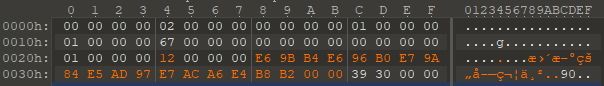 0 1 2 3 4 5 6 7 8 9 A B C D E F 0123456789ABCDEF
0000h: 00 00 00 00 02 00 00 00 00 00 00 00 01 00 00 00 ................
0010h: 01 00 00 00 67 00 00 00 00 00 00 00 00 00 00 00 ....g...........
0020h: 01 00 00 00 12 00 00 00 E6 9B B4 E6 96 B0 E7 9A ........æ›´æ–°çš
0030h: 84 E5 AD 97 E7 AC A6 E4 B8 B2 00 00 39 30 00 00 „å—ç¬¦ä¸²..90..